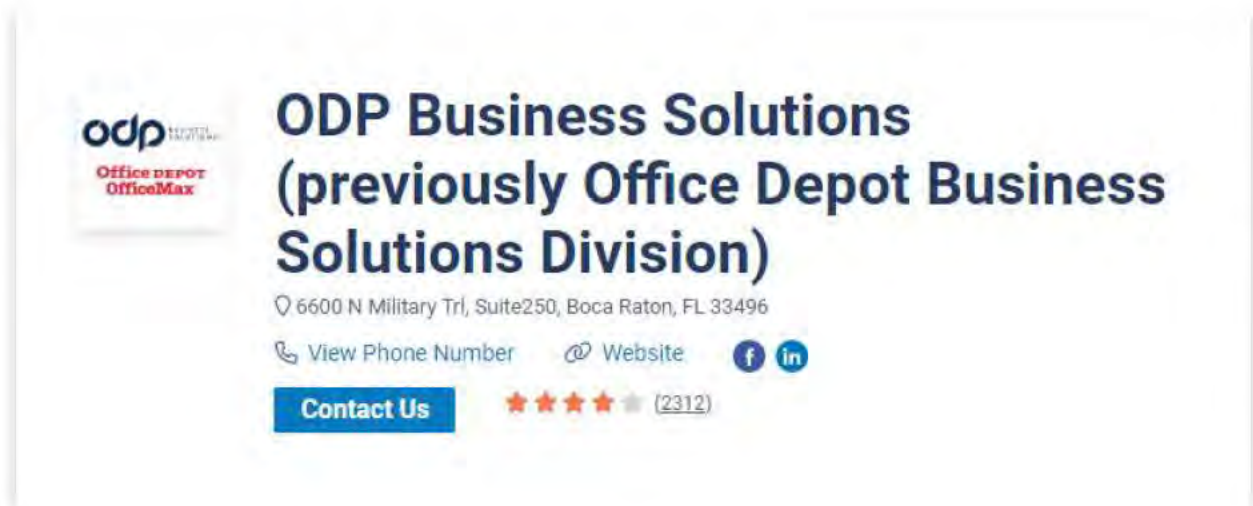 odp
Office DEPOT
OfficeMax
ODP Business Solutions
(previously Office Depot Business
Solutions Division)
6600 N Military Trl, Suite250, Boca Raton, FL 33496
View Phone Number Website f in
Contact Us (2312)